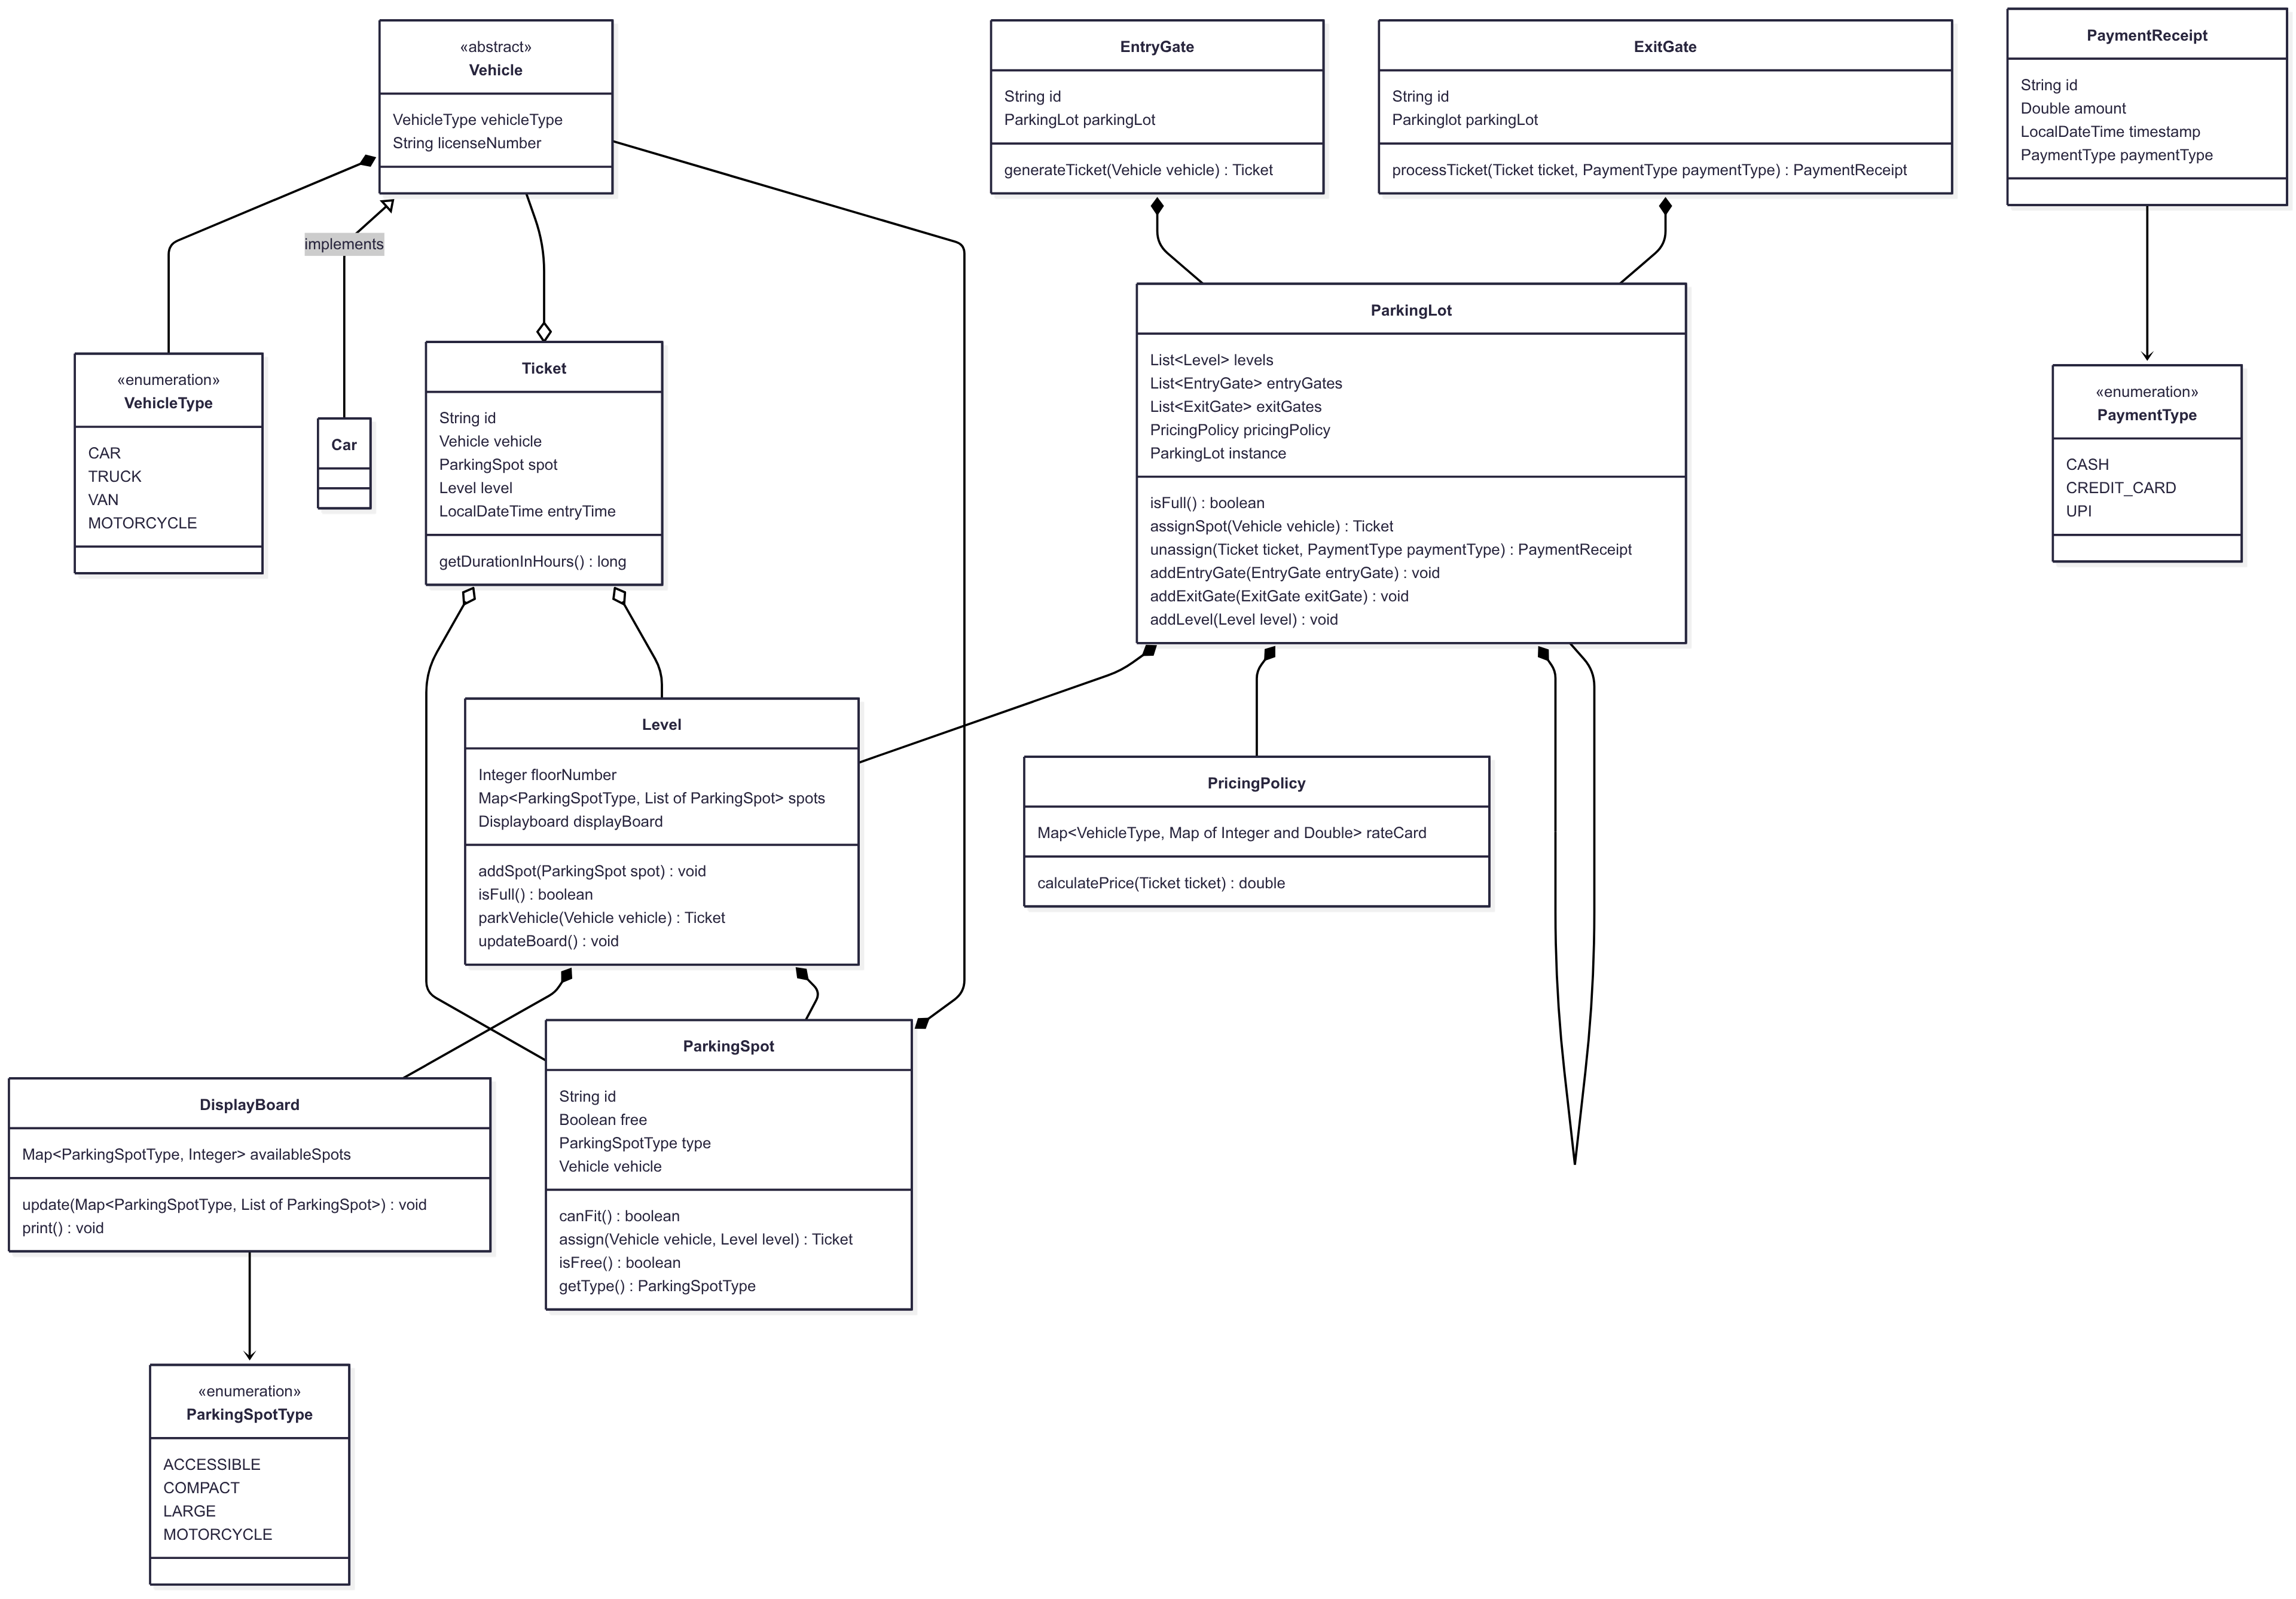 «abstract»
Vehicle
VehicleType vehicleType
String licenseNumber
EntryGate
String id
ParkingLot parkingLot
generateTicket(Vehicle vehicle) : Ticket
ExitGate
String id
Parkinglot parkingLot
processTicket(Ticket ticket, PaymentType paymentType) : PaymentReceipt
PaymentReceipt
String id
Double amount
LocalDateTime timestamp
PaymentType paymentType
implements
«enumeration»
VehicleType
CAR
TRUCK
VAN
MOTORCYCLE
Car
Ticket
String id
Vehicle vehicle
ParkingSpot spot
Level level
LocalDateTime entryTime
getDurationInHours() : long
ParkingLot
List<Level> levels
List<EntryGate> entryGates
List<ExitGate> exitGates
PricingPolicy pricingPolicy
ParkingLot instance
isFull() : boolean
assignSpot(Vehicle vehicle) : Ticket
unassign(Ticket ticket, PaymentType paymentType) : PaymentReceipt
addEntryGate(EntryGate entryGate) : void
addExitGate(ExitGate exitGate) : void
addLevel(Level level) : void
«enumeration»
PaymentType
CASH
CREDIT_CARD
UPI
Level
Integer floorNumber
Map<ParkingSpotType, List of ParkingSpot> spots
Displayboard displayBoard
addSpot(ParkingSpot spot) : void
isFull() : boolean
parkVehicle(Vehicle vehicle) : Ticket
updateBoard() : void
PricingPolicy
Map<VehicleType, Map of Integer and Double> rateCard
calculatePrice(Ticket ticket) : double
DisplayBoard
Map<ParkingSpotType, Integer> availableSpots
update(Map<ParkingSpotType, List of ParkingSpot>) : void
print() : void
ParkingSpot
String id
Boolean free
ParkingSpotType type
Vehicle vehicle
canFit() : boolean
assign(Vehicle vehicle, Level level) : Ticket
isFree() : boolean
getType() : ParkingSpotType
«enumeration»
ParkingSpotType
ACCESSIBLE
COMPACT
LARGE
MOTORCYCLE